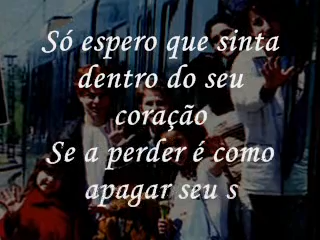 Só espero que sinta
dentro do seu
coração
Se a perder é como
apagar seu s